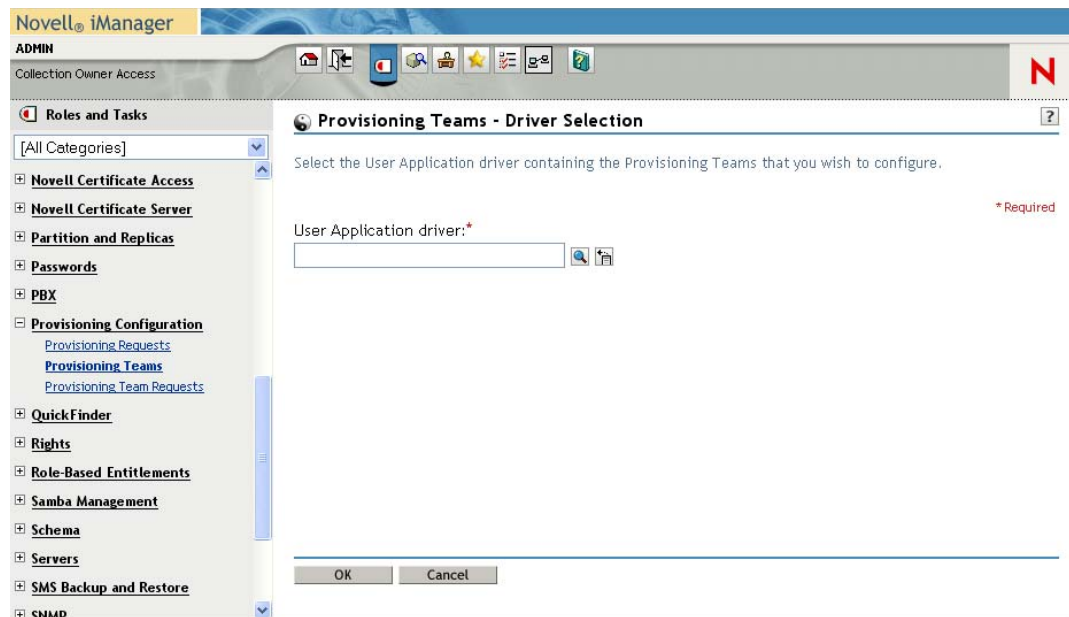 Novell® iManager
ADMIN
Collection Owner Access
N
Roles and Tasks
[All Categories]
Novell Certificate Access
Novell Certificate Server
Partition and Replicas
Passwords
PBX
Provisioning Configuration
Provisioning Requests
Provisioning Teams
Provisioning Team Requests
QuickFinder
Rights
Role-Based Entitlements
Samba Management
Schema
Servers
SMS Backup and Restore
SNMP
Provisioning Teams - Driver Selection
?
Select the User Application driver containing the Provisioning Teams that you wish to configure.
* Required
User Application driver:*
OK
Cancel